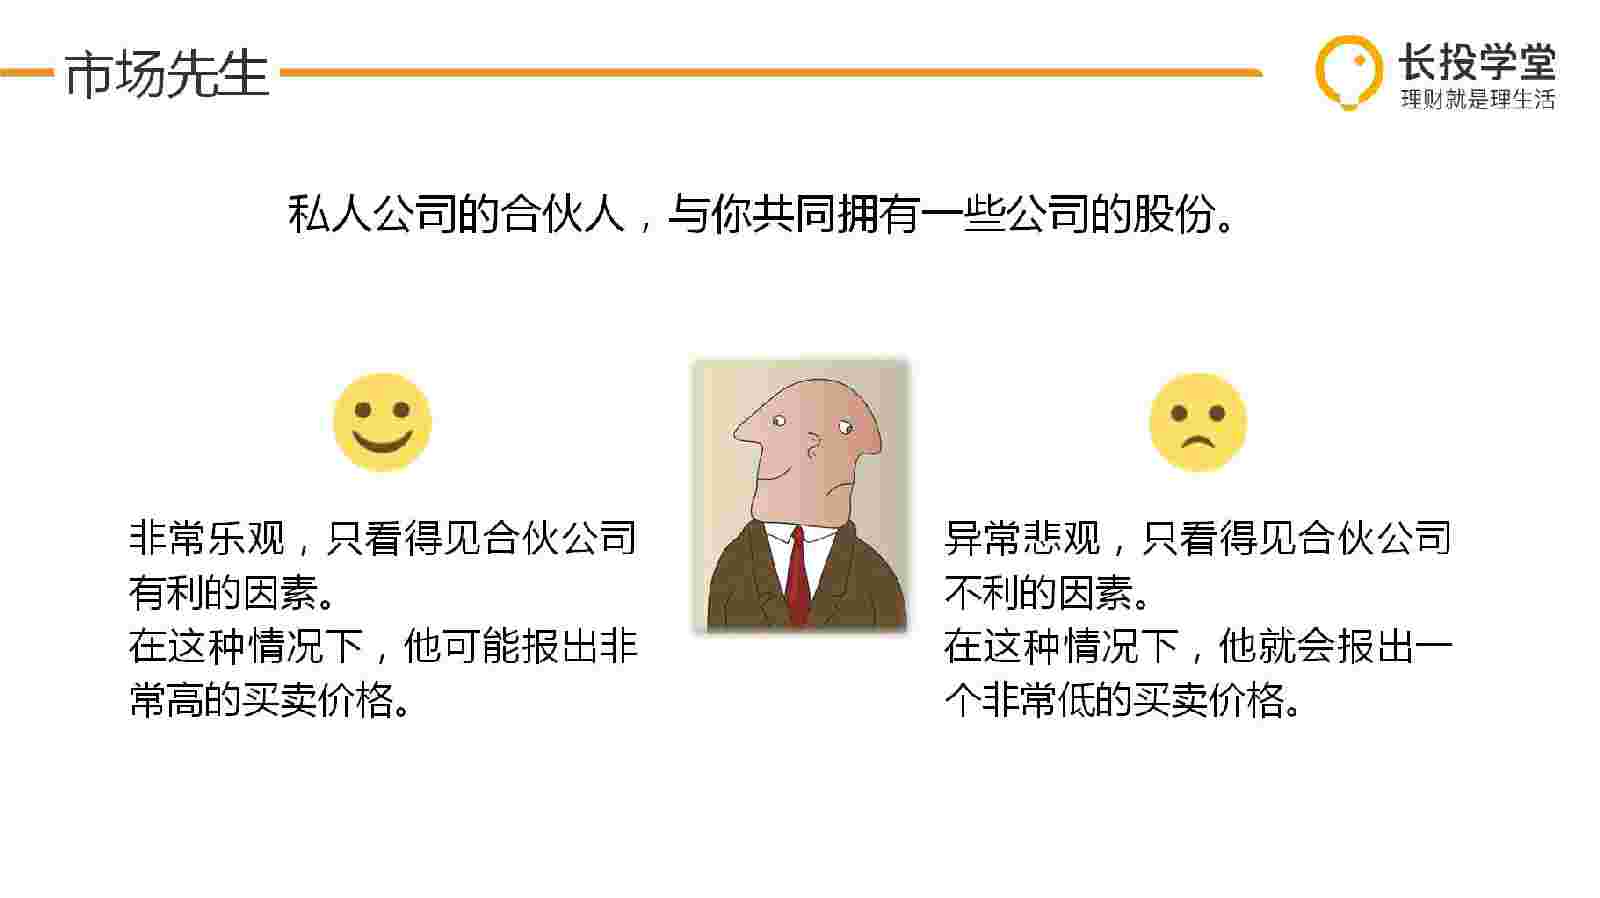 市场先生
长投学堂
理财就是理生活
私人公司的合伙人，与你共同拥有一些公司的股份。
非常乐观，只看得见合伙公司
有利的因素。
在这种情况下，他可能报出非
常高的买卖价格。
异常悲观，只看得见合伙公司
不利的因素。
在这种情况下，他就会报出一
个非常低的买卖价格。